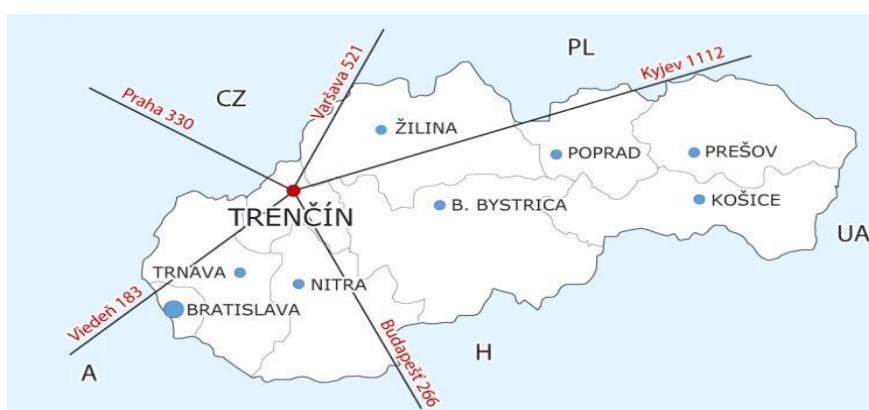 PL
Varšava 521
Kyjev 1112
Praha 330
CZ
ŽILINA
POPRAD
PREŠOV
B. BYSTRICA
KOŠICE
TRENČÍN
UA
TRNAVA
NITRA
Viedeň 183
BRATISLAVA
Budapešť 266
H
A